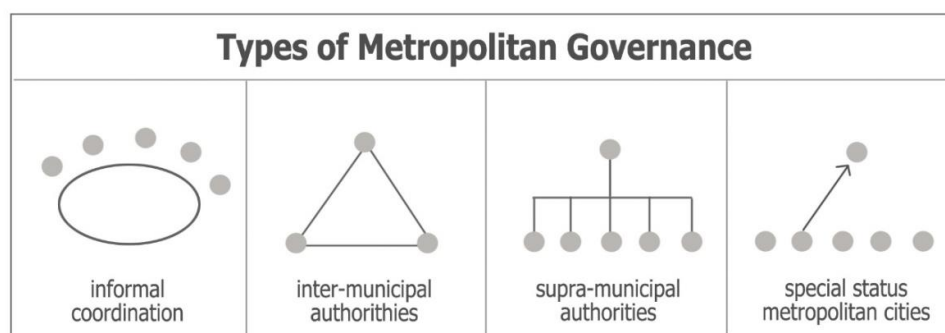 Types of Metropolitan Governance
informal
coordination
inter-municipal
authorithies
supra-municipal
authorities
special status
metropolitan cities